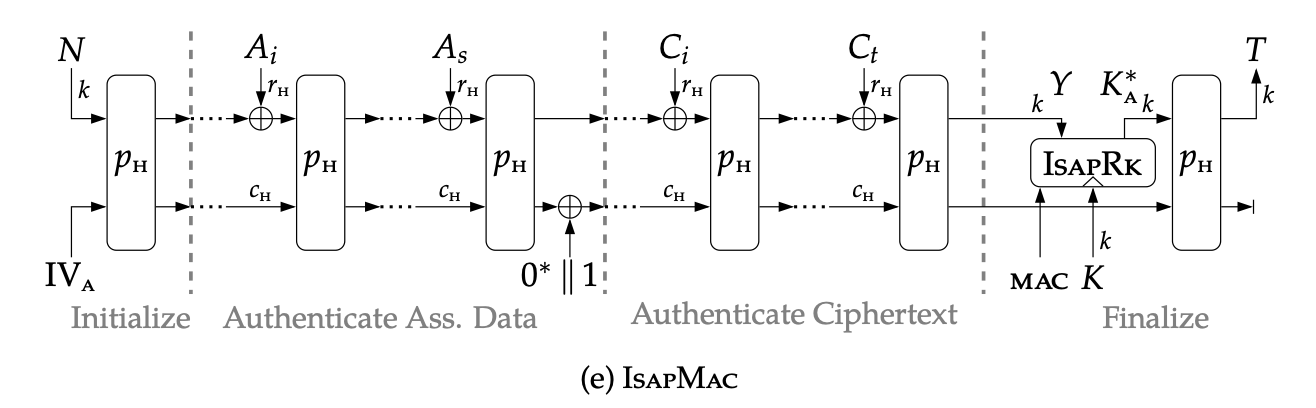 N A_i A_s C_i C_t T
k r_H r_H r_H r_H k Y K*_A k k
p_H p_H p_H p_H p_H ISAPRK p_H
c_H c_H c_H c_H
IV_A 0* ∥ 1 MAC K k
Initialize Authenticate Ass. Data Authenticate Ciphertext Finalize
(e) ISAPMAC